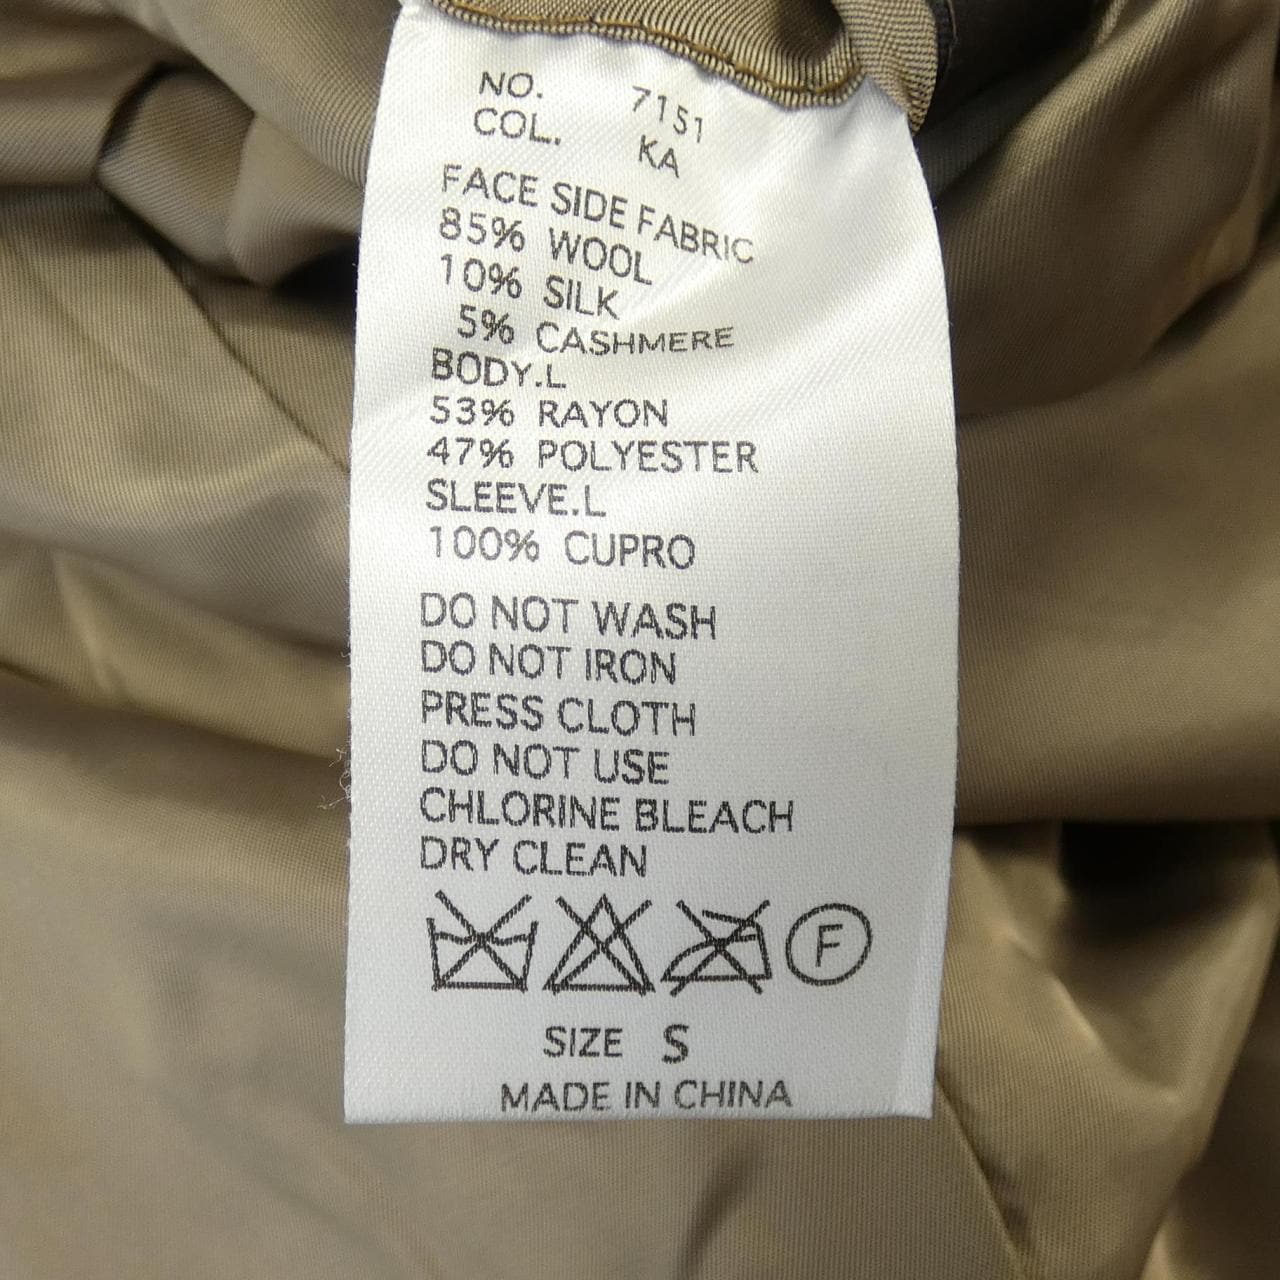 NO. 7151
COL. KA
FACE SIDE FABRIC
85% WOOL
10% SILK
5% CASHMERE
BODY.L
53% RAYON
47% POLYESTER
SLEEVE.L
100% CUPRO
DO NOT WASH
DO NOT IRON
PRESS CLOTH
DO NOT USE
CHLORINE BLEACH
DRY CLEAN
F
SIZE S
MADE IN CHINA